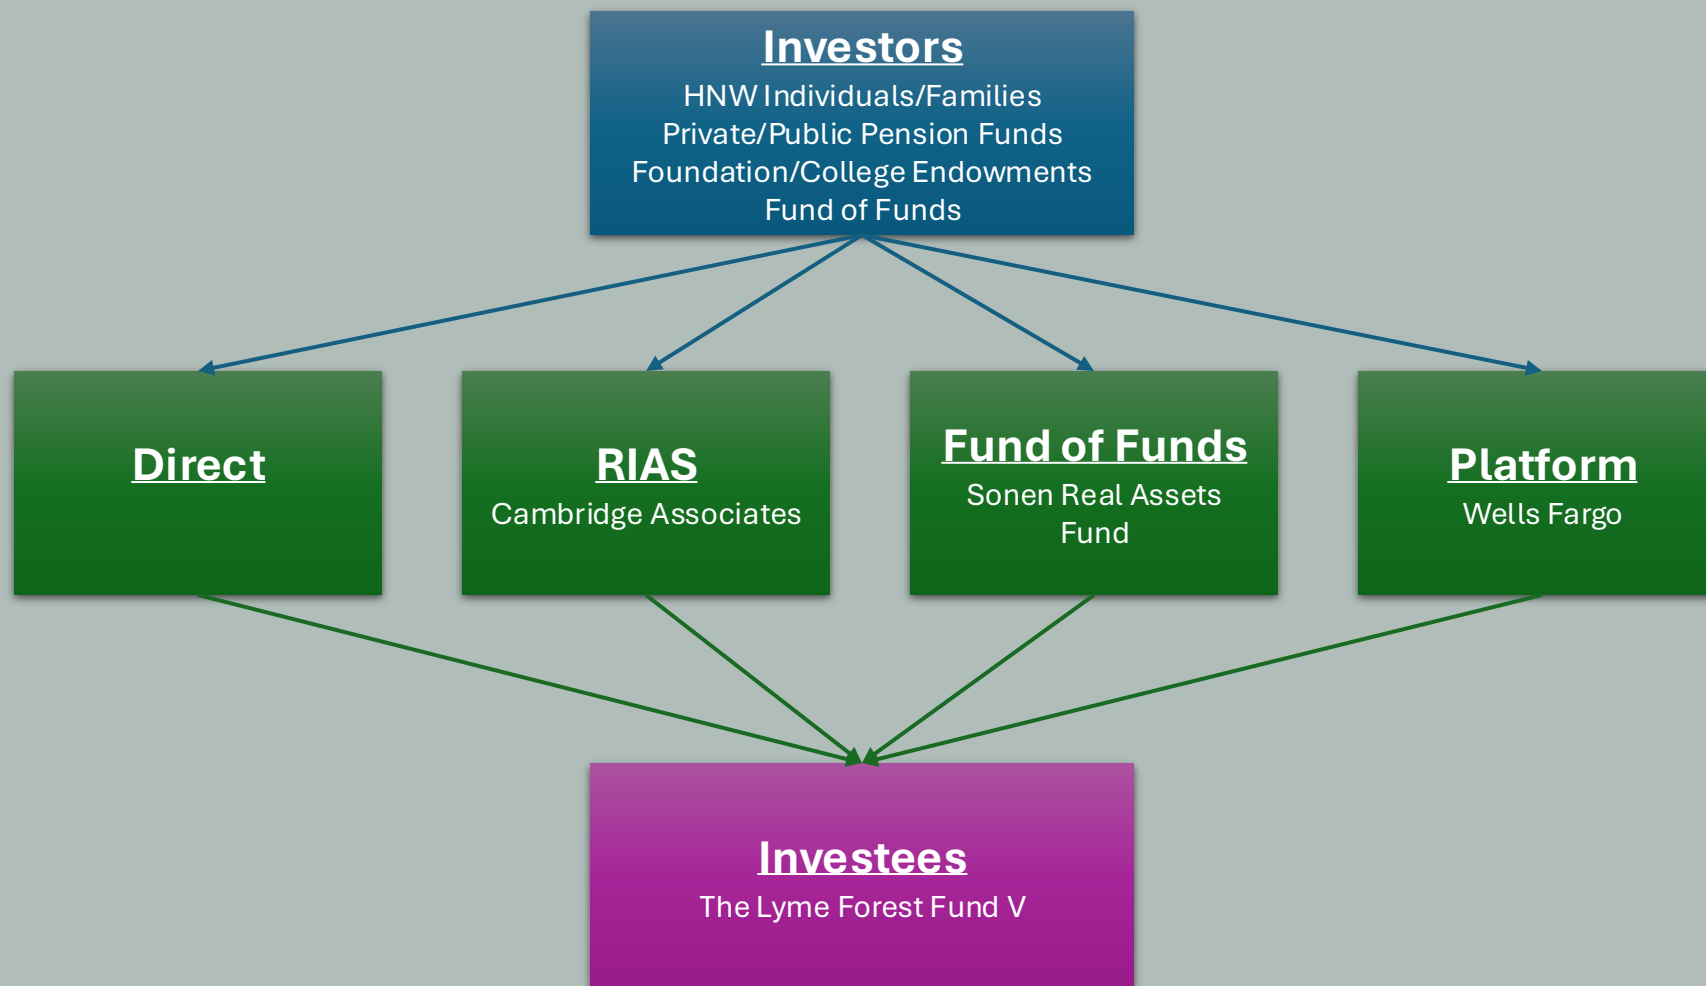 Investors
HNW Individuals/Families
Private/Public Pension Funds
Foundation/College Endowments
Fund of Funds
Direct
RIAS
Cambridge Associates
Fund of Funds
Sonen Real Assets
Fund
Platform
Wells Fargo
Investees
The Lyme Forest Fund V